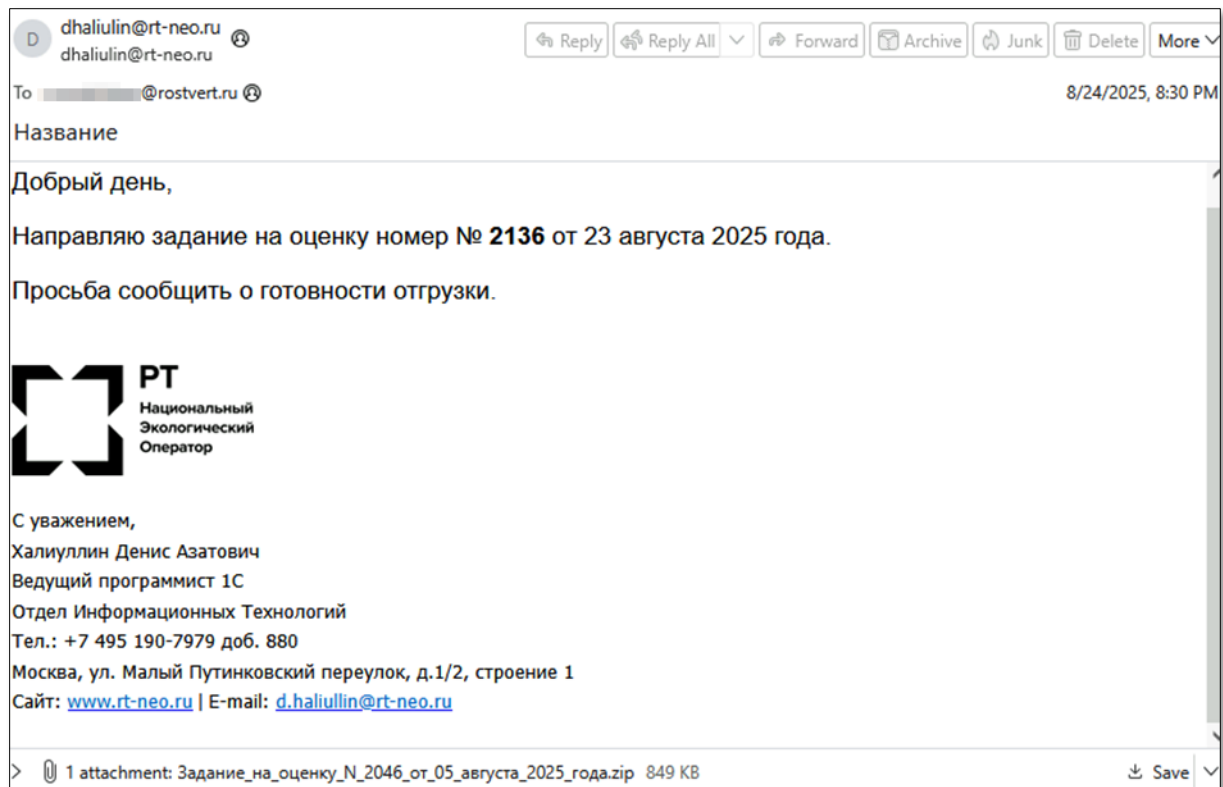 D
dhaliulin@rt-neo.ru
dhaliulin@rt-neo.ru
Reply Reply All Forward Archive Junk Delete More
To @rostvert.ru
8/24/2025, 8:30 PM
Название
Добрый день,
Направляю задание на оценку номер № 2136 от 23 августа 2025 года.
Просьба сообщить о готовности отгрузки.
РТ
Национальный
Экологический
Оператор
С уважением,
Халиуллин Денис Азатович
Ведущий программист 1С
Отдел Информационных Технологий
Тел.: +7 495 190-7979 доб. 880
Москва, ул. Малый Путинковский переулок, д.1/2, строение 1
Сайт: www.rt-neo.ru | E-mail: d.haliullin@rt-neo.ru
1 attachment: Задание_на_оценку_N_2046_от_05_августа_2025_года.zip 849 KB
Save